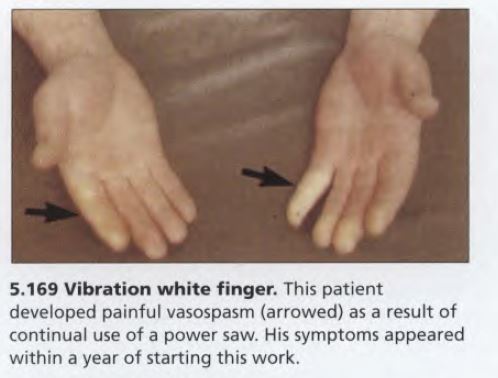 5.169 Vibration white finger. This patient
developed painful vasospasm (arrowed) as a result of
continual use of a power saw. His symptoms appeared
within a year of starting this work.